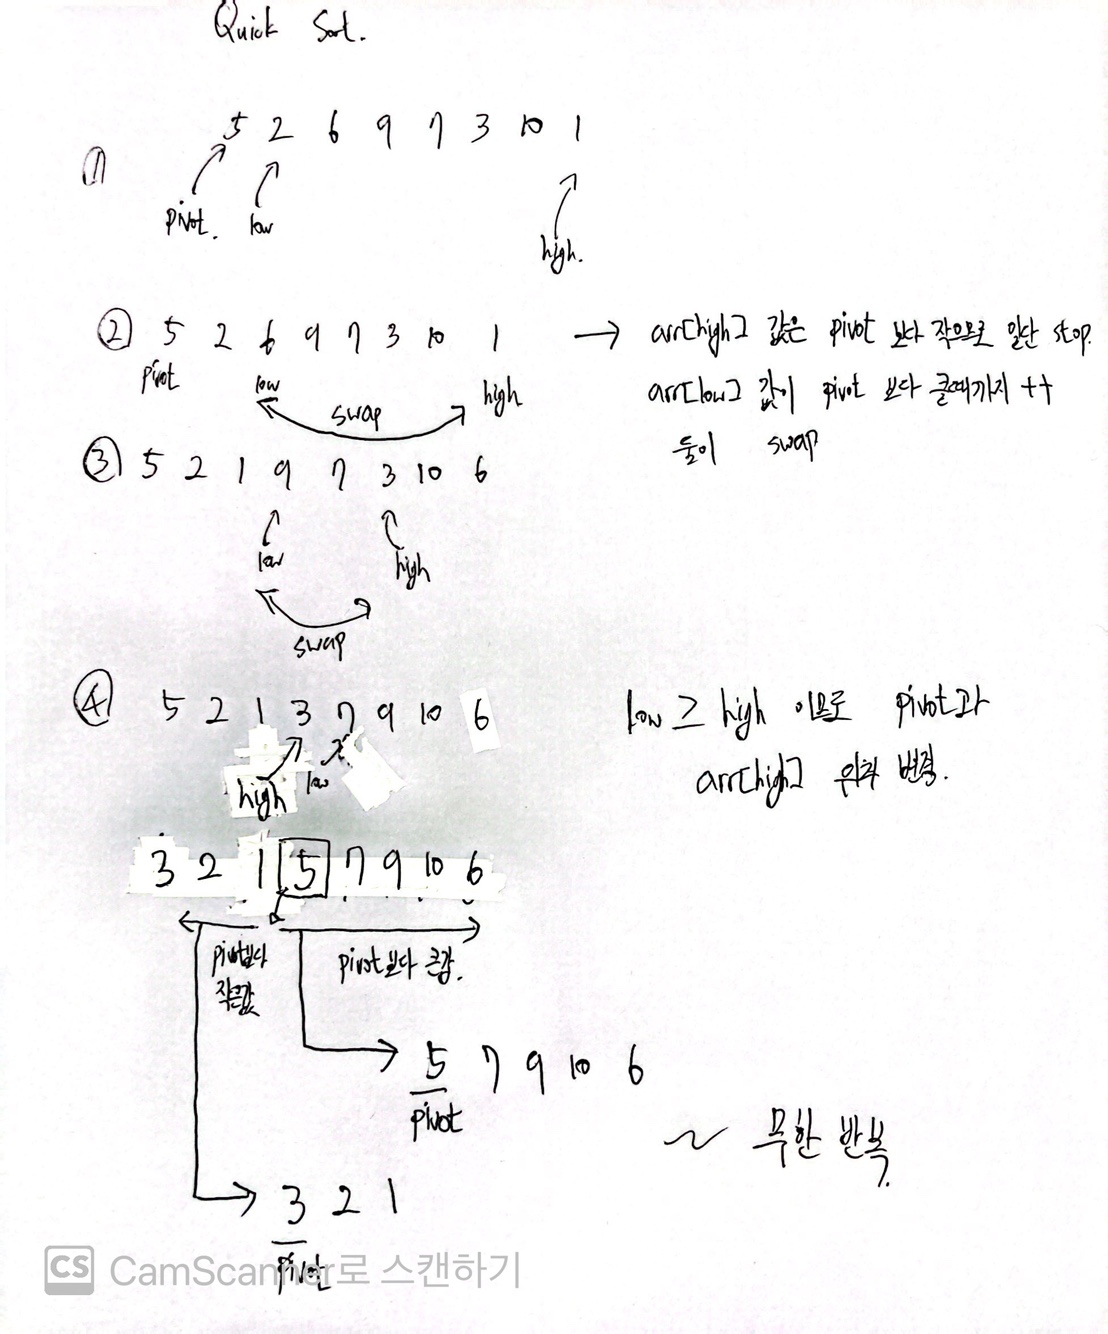 Quick Sort.
5 2 6 9 7 3 10 1
①
pivot. low
high.
② 5 2 6 9 7 3 10 1 → arr[high] 값은 pivot 보다 작으므로 일단 stop.
pivot low high arr[low] 값이 pivot 보다 클때까지 ++
swap
둘이 swap
③ 5 2 1 9 7 3 10 6
low high
swap
④ 5 2 1 3 7 9 10 6 low ≥ high 이므로 pivot과
high low arr[high] 위치 변경.
3 2 1 5 7 9 10 6
pivot보다 pivot보다 큰값.
작은값
5 7 9 10 6
pivot
~ 무한 반복.
3 2 1
pivot
CS CamScanner로 스캔하기